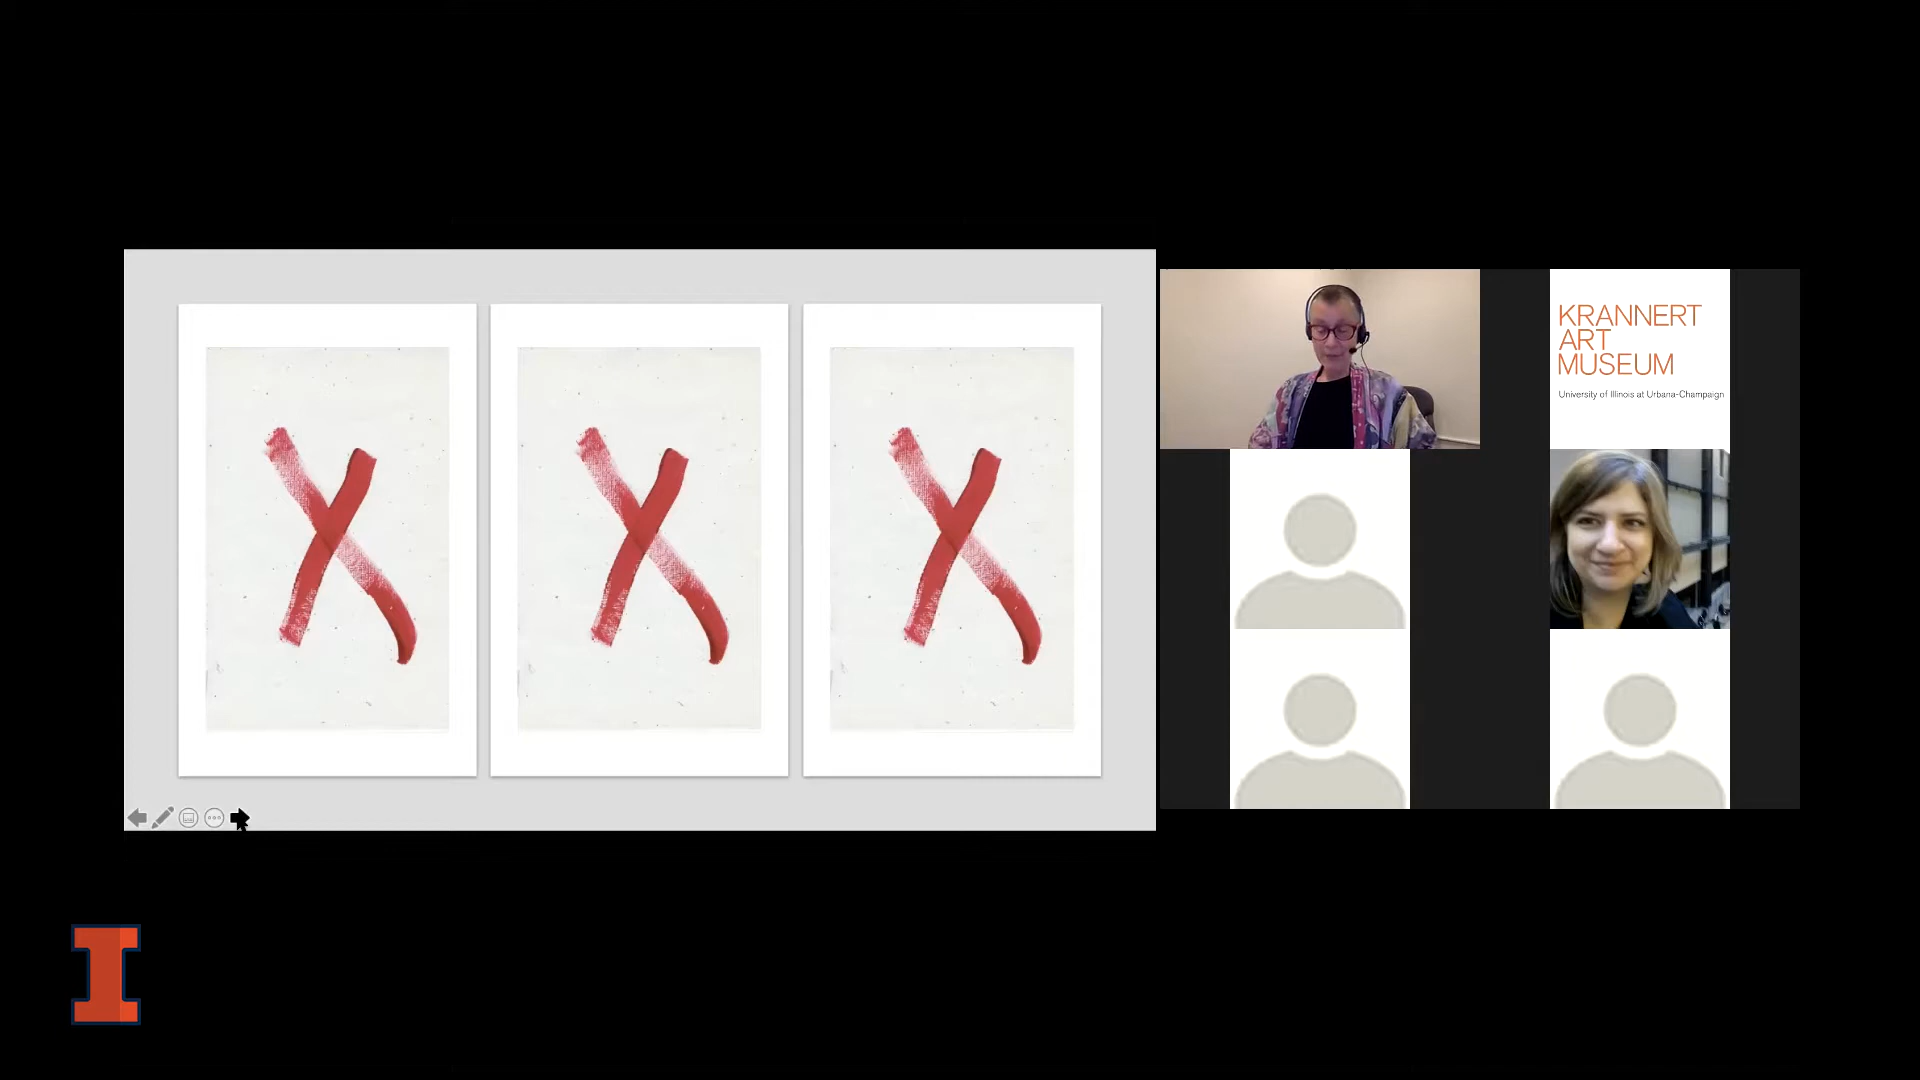 KRANNERT
ART
MUSEUM
University of Illinois at Urbana-Champaign
I